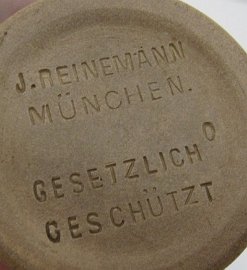 J. REINEMANN
MÜNCHEN.
GESETZLICH O
GESCHÜTZT